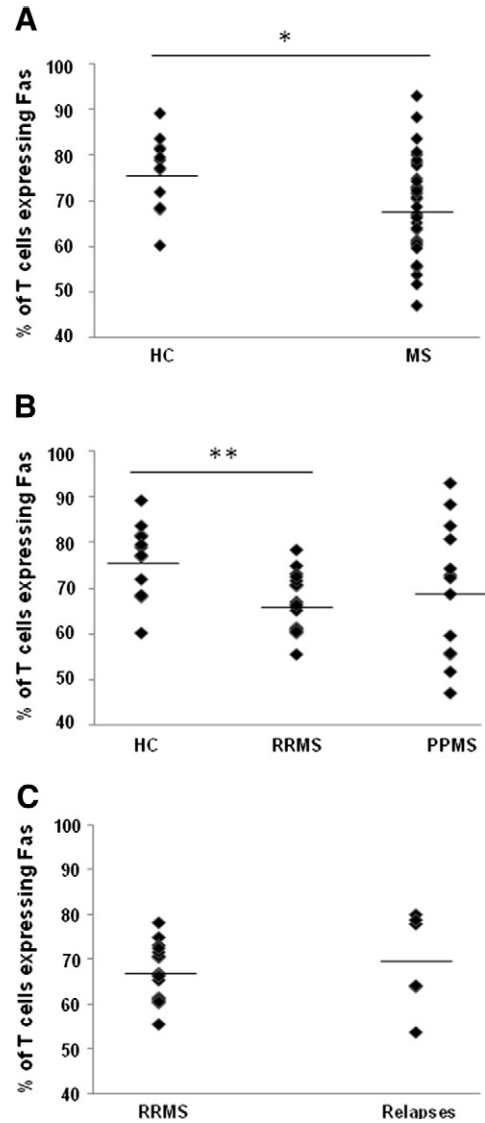 A
*
% of T cells expressing Fas
100
90
80
70
60
50
40
HC MS
B
**
% of T cells expressing Fas
100
90
80
70
60
50
40
HC RRMS PPMS
C
% of T cells expressing Fas
100
90
80
70
60
50
40
RRMS Relapses